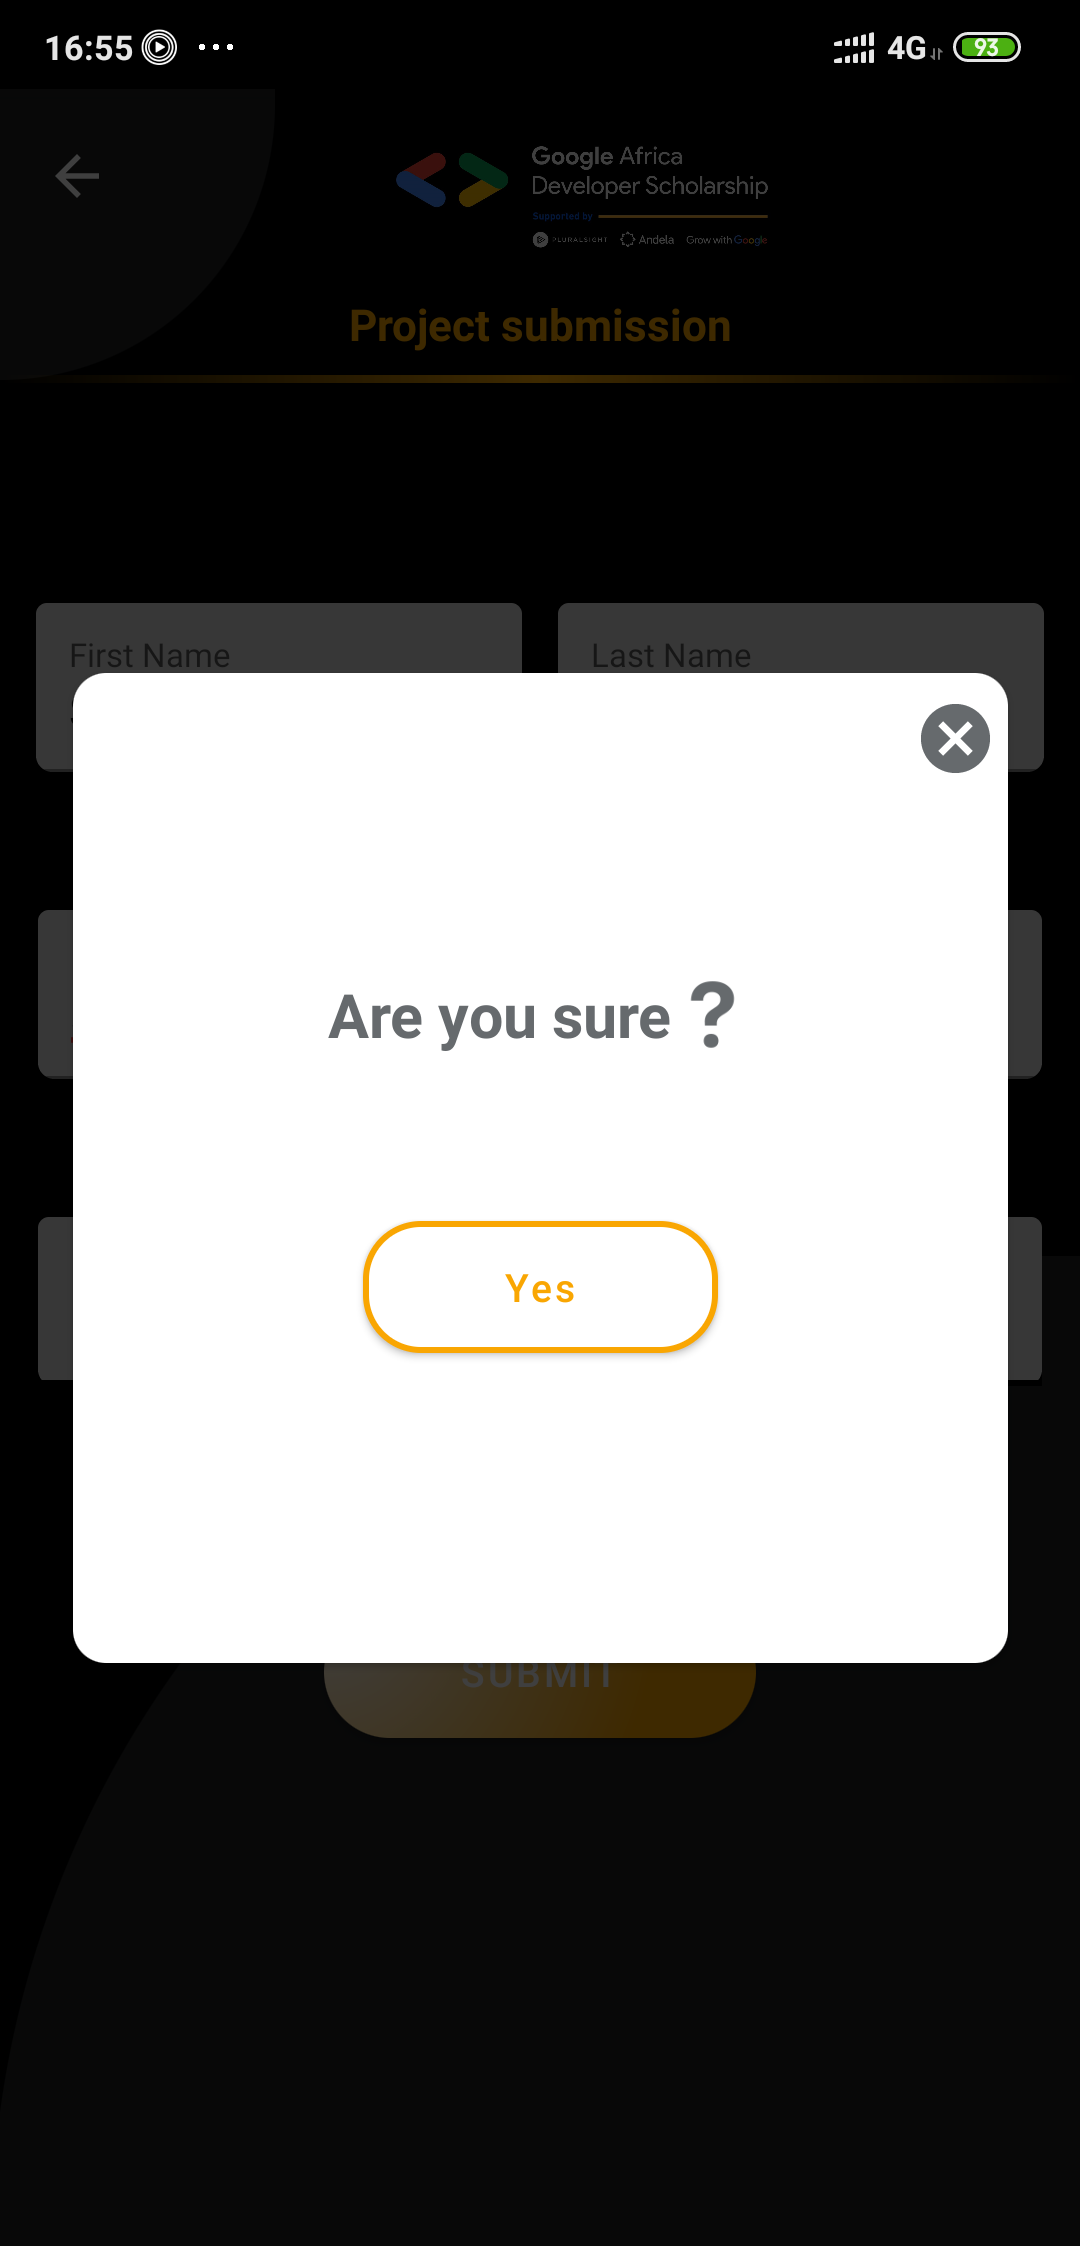 16:55
4G 93
Google Africa
Developer Scholarship
Supported by
PLURALSIGHT Andela Grow with Google
Project submission
First Name
Last Name
Are you sure ?
Yes
SUBMIT